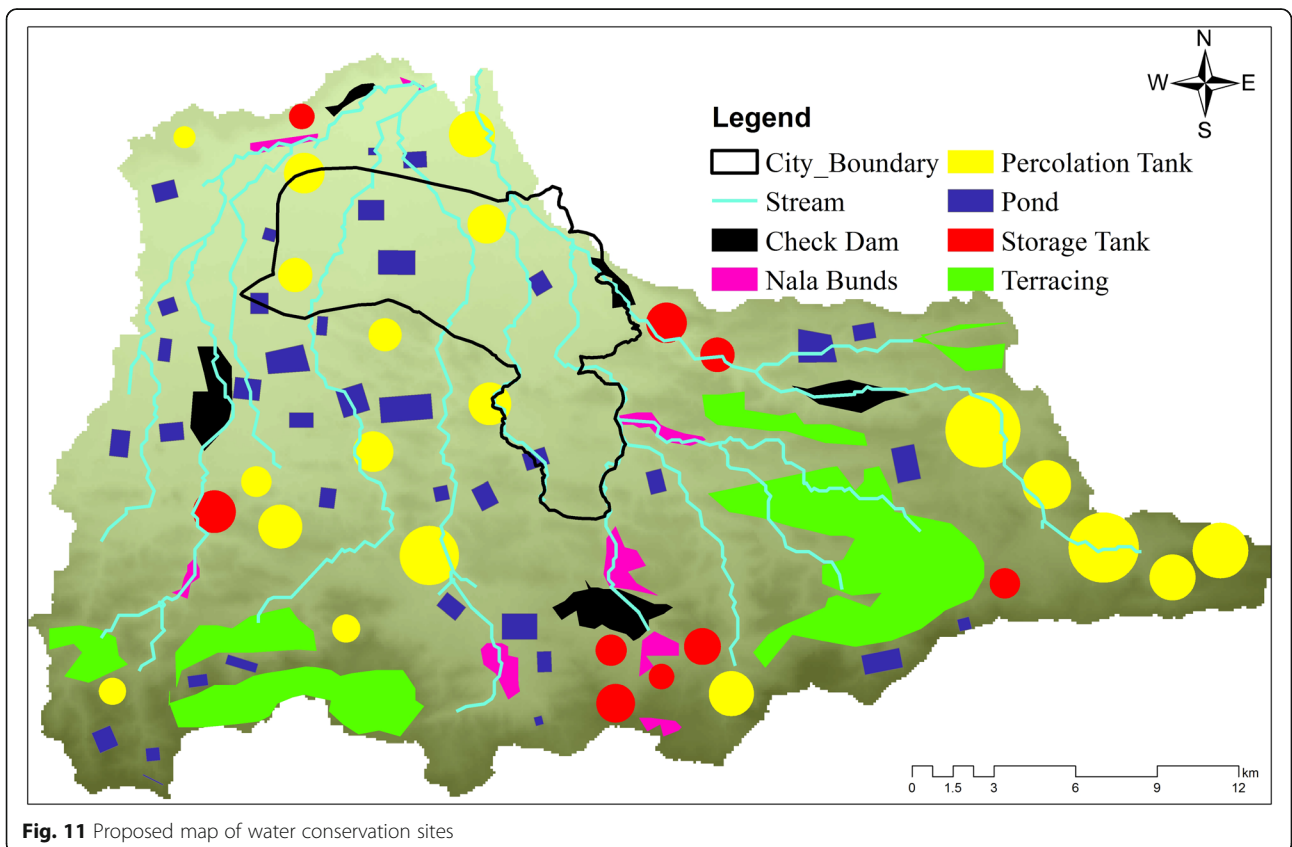 N
W E
S
Legend
City_Boundary
Stream
Check Dam
Nala Bunds
Percolation Tank
Pond
Storage Tank
Terracing
km
0 1.5 3 6 9 12
Fig. 11 Proposed map of water conservation sites